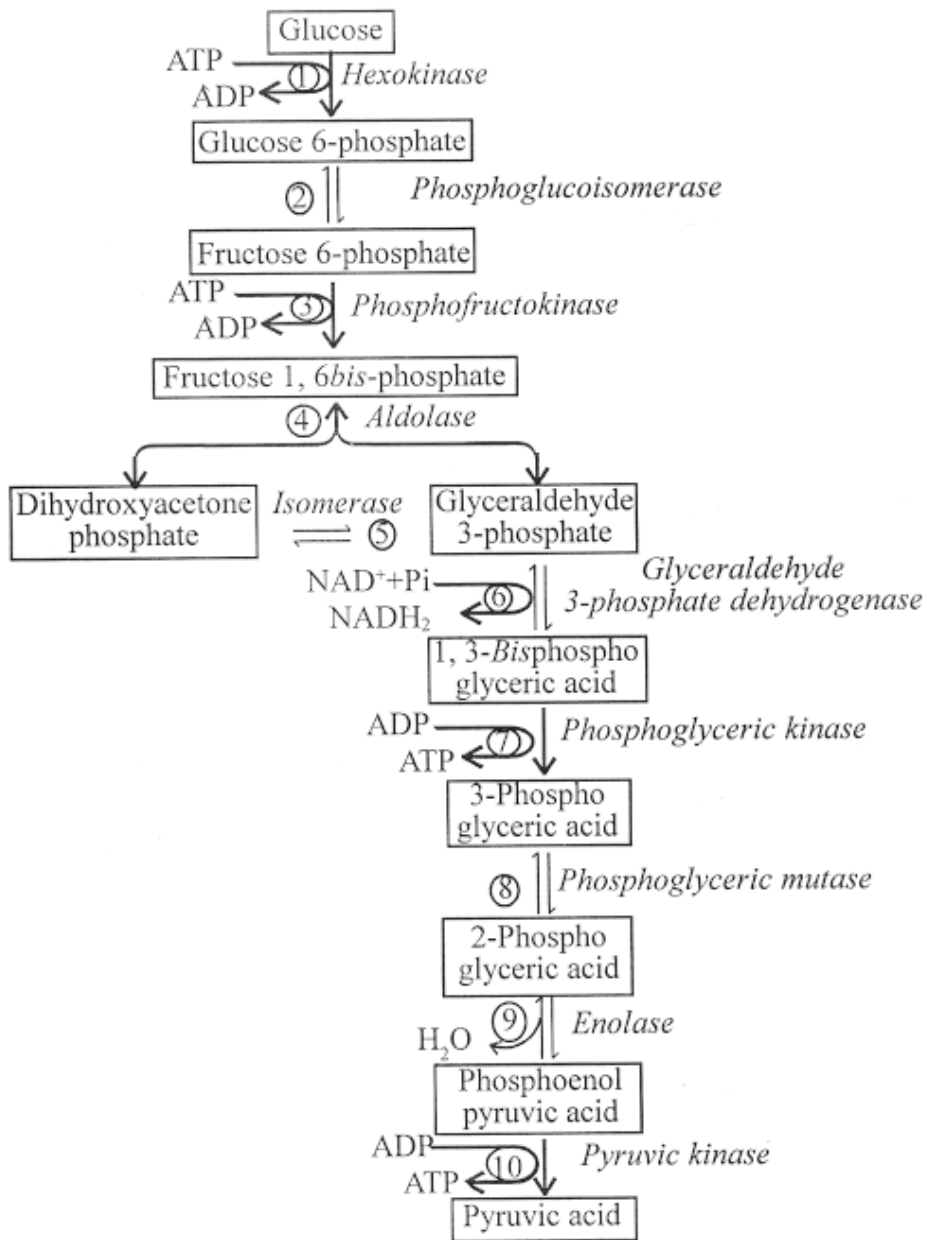 Glucose
ATP
① Hexokinase
ADP
Glucose 6-phosphate
② Phosphoglucoisomerase
Fructose 6-phosphate
ATP
③ Phosphofructokinase
ADP
Fructose 1, 6bis-phosphate
④ Aldolase
Dihydroxyacetone
phosphate
Isomerase
⑤
Glyceraldehyde
3-phosphate
NAD⁺+Pi
⑥
NADH₂
Glyceraldehyde
3-phosphate dehydrogenase
1, 3-Bisphospho
glyceric acid
ADP
⑦ Phosphoglyceric kinase
ATP
3-Phospho
glyceric acid
⑧ Phosphoglyceric mutase
2-Phospho
glyceric acid
⑨ Enolase
H₂O
Phosphoenol
pyruvic acid
ADP
⑩ Pyruvic kinase
ATP
Pyruvic acid